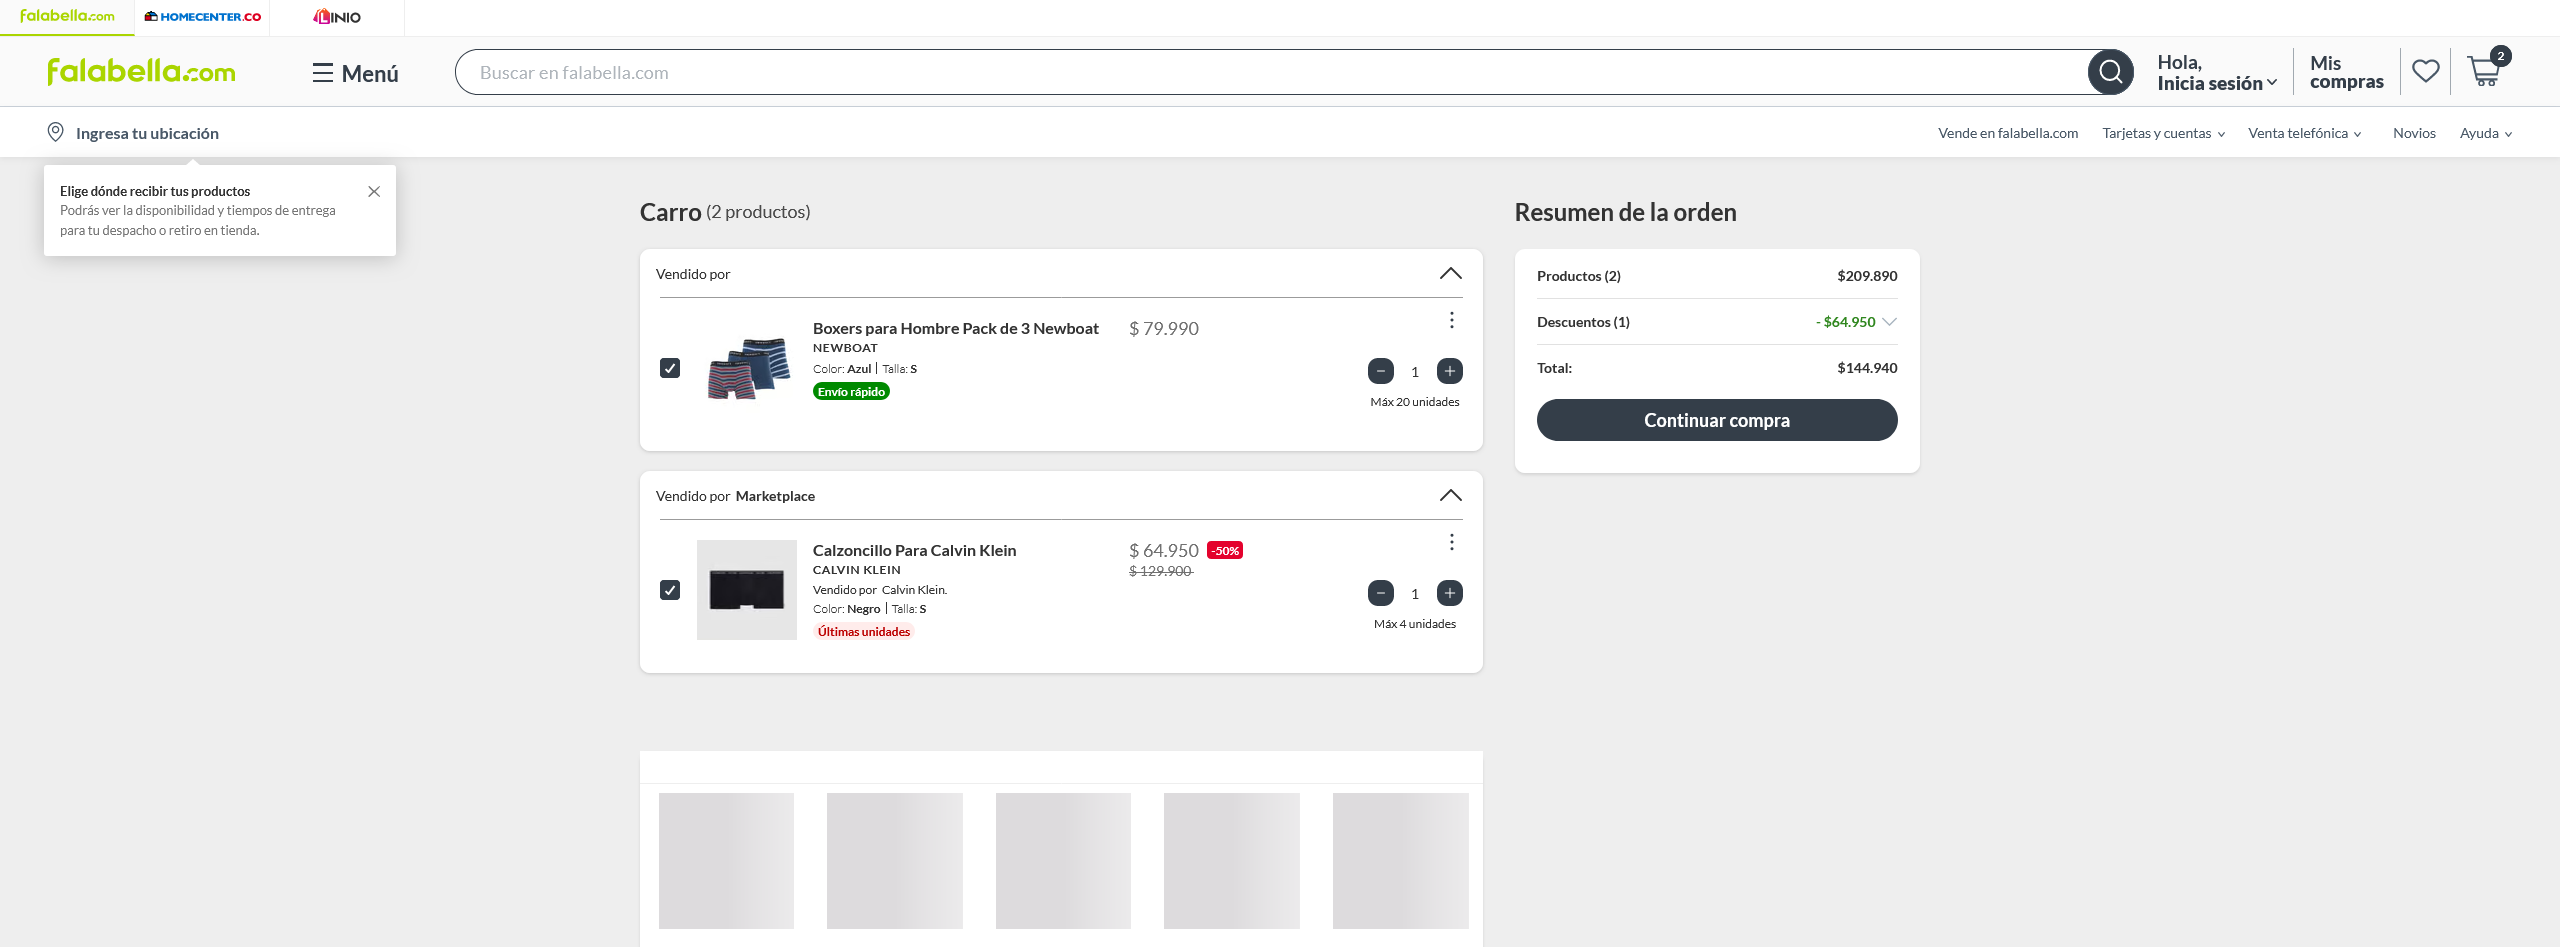 falabella.com
HOMECENTER.CO
LINIO
falabella.com
Menú
Buscar en falabella.com
Hola,
Inicia sesión
Mis
compras
2
Ingresa tu ubicación
Vende en falabella.com
Tarjetas y cuentas
Venta telefónica
Novios
Ayuda
Elige dónde recibir tus productos
Podrás ver la disponibilidad y tiempos de entrega
para tu despacho o retiro en tienda.
Carro (2 productos)
Vendido por
Boxers para Hombre Pack de 3 Newboat
NEWBOAT
Color: Azul | Talla: S
Envío rápido
$ 79.990
1
Máx 20 unidades
Vendido por Marketplace
Calzoncillo Para Calvin Klein
CALVIN KLEIN
Vendido por Calvin Klein.
Color: Negro | Talla: S
Últimas unidades
$ 64.950 -50%
$ 129.900
1
Máx 4 unidades
Resumen de la orden
Productos (2) $209.890
Descuentos (1) - $64.950
Total: $144.940
Continuar compra